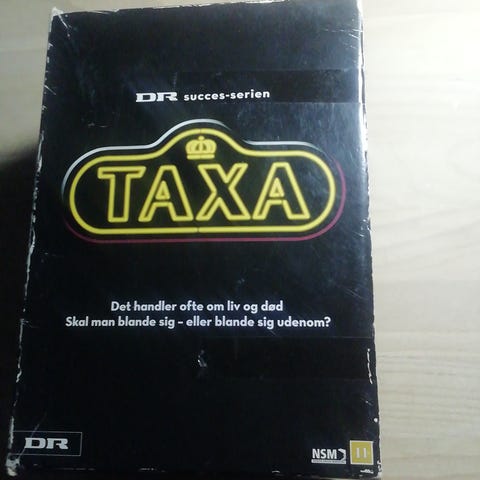 DR succes-serien
TAXA
Det handler ofte om liv og død
Skal man blande sig – eller blande sig udenom?
DR
NSM
11